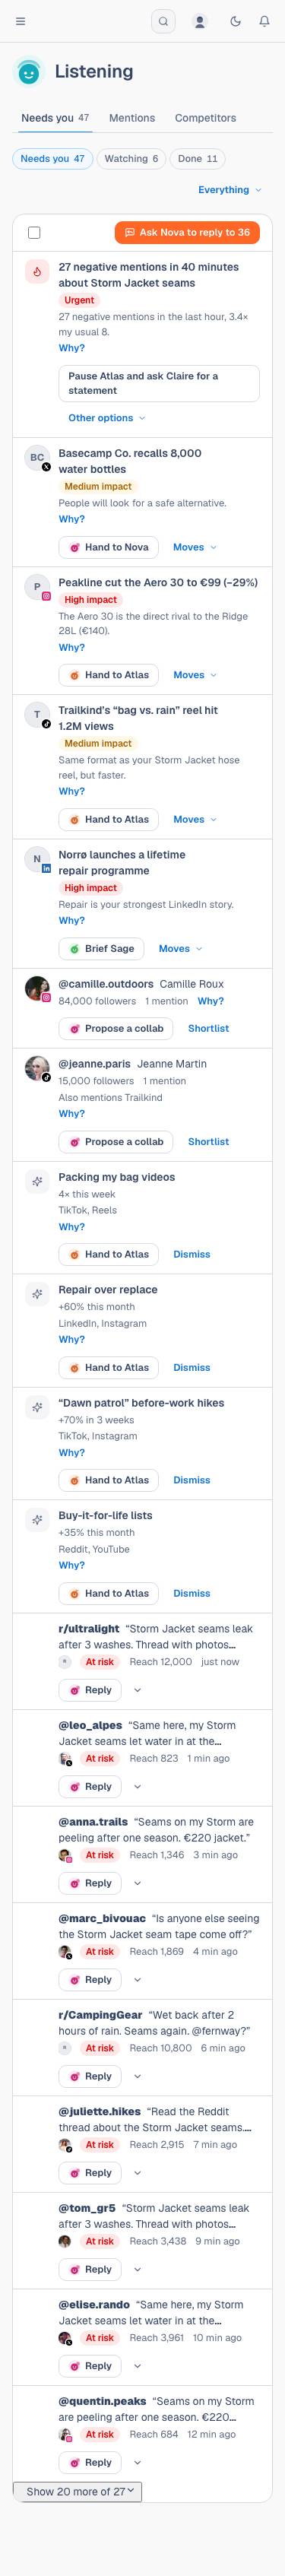 Listening
Needs you 47 Mentions Competitors
Needs you 47 Watching 6 Done 11
Everything
Ask Nova to reply to 36
27 negative mentions in 40 minutes
about Storm Jacket seams
Urgent
27 negative mentions in the last hour, 3.4×
my usual 8.
Why?
Pause Atlas and ask Claire for a
statement
Other options
BC
Basecamp Co. recalls 8,000
water bottles
Medium impact
People will look for a safe alternative.
Why?
Hand to Nova Moves
P
Peakline cut the Aero 30 to €99 (−29%)
High impact
The Aero 30 is the direct rival to the Ridge
28L (€140).
Why?
Hand to Atlas Moves
T
Trailkind's “bag vs. rain” reel hit
1.2M views
Medium impact
Same format as your Storm Jacket hose
reel, but faster.
Why?
Hand to Atlas Moves
N
Norrø launches a lifetime
repair programme
High impact
Repair is your strongest LinkedIn story.
Why?
Brief Sage Moves
@camille.outdoors Camille Roux
84,000 followers 1 mention Why?
Propose a collab Shortlist
@jeanne.paris Jeanne Martin
15,000 followers 1 mention
Also mentions Trailkind
Why?
Propose a collab Shortlist
Packing my bag videos
4× this week
TikTok, Reels
Why?
Hand to Atlas Dismiss
Repair over replace
+60% this month
LinkedIn, Instagram
Why?
Hand to Atlas Dismiss
“Dawn patrol” before-work hikes
+70% in 3 weeks
TikTok, Instagram
Why?
Hand to Atlas Dismiss
Buy-it-for-life lists
+35% this month
Reddit, YouTube
Why?
Hand to Atlas Dismiss
r/ultralight “Storm Jacket seams leak
after 3 washes. Thread with photos…
At risk Reach 12,000 just now
Reply
@leo_alpes “Same here, my Storm
Jacket seams let water in at the…
At risk Reach 823 1 min ago
Reply
@anna.trails “Seams on my Storm are
peeling after one season. €220 jacket.”
At risk Reach 1,346 3 min ago
Reply
@marc_bivouac “Is anyone else seeing
the Storm Jacket seam tape come off?”
At risk Reach 1,869 4 min ago
Reply
r/CampingGear “Wet back after 2
hours of rain. Seams again. @fernway?”
At risk Reach 10,800 6 min ago
Reply
@juliette.hikes “Read the Reddit
thread about the Storm Jacket seams.…
At risk Reach 2,915 7 min ago
Reply
@tom_gr5 “Storm Jacket seams leak
after 3 washes. Thread with photos…
At risk Reach 3,438 9 min ago
Reply
@elise.rando “Same here, my Storm
Jacket seams let water in at the…
At risk Reach 3,961 10 min ago
Reply
@quentin.peaks “Seams on my Storm
are peeling after one season. €220…
At risk Reach 684 12 min ago
Reply
Show 20 more of 27